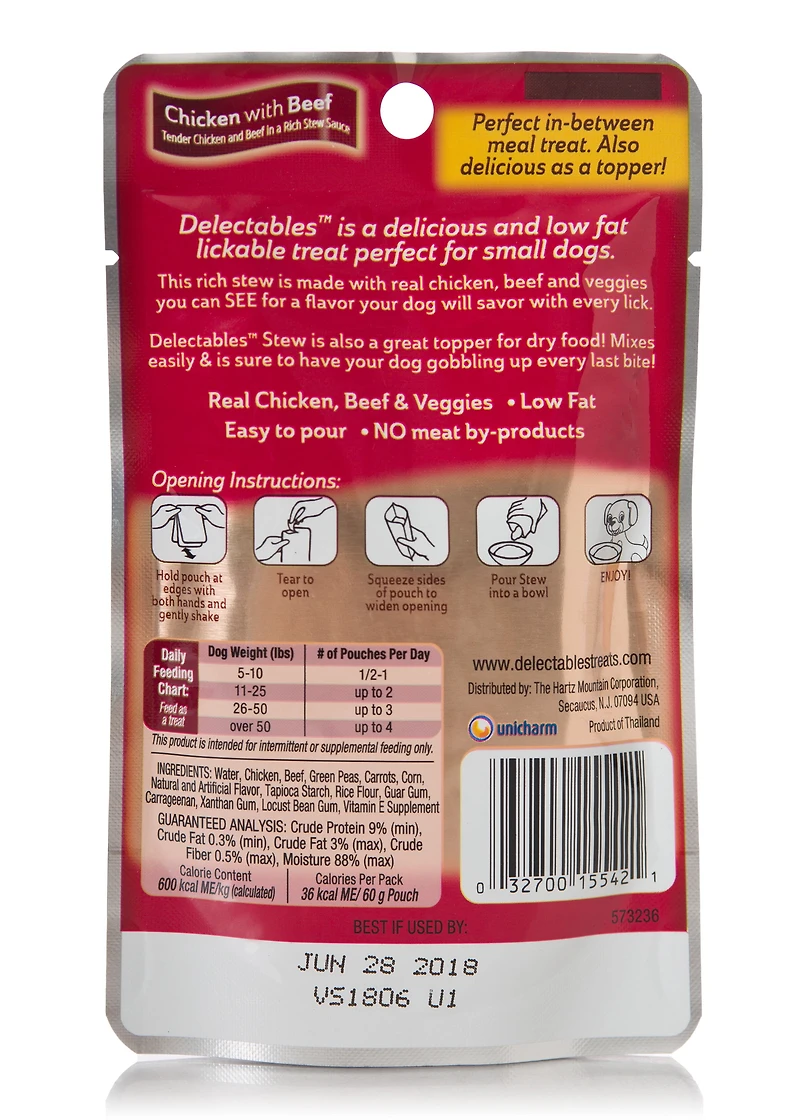 Chicken with Beef
Tender Chicken and Beef in a Rich Stew Sauce
Perfect in-between
meal treat. Also
delicious as a topper!
Delectables™ is a delicious and low fat
lickable treat perfect for small dogs.
This rich stew is made with real chicken, beef and veggies
you can SEE for a flavor your dog will savor with every lick.
Delectables™ Stew is also a great topper for dry food! Mixes
easily & is sure to have your dog gobbling up every last bite!
Real Chicken, Beef & Veggies • Low Fat
Easy to pour • NO meat by-products
Opening Instructions:
Hold pouch at
edges with
both hands and
gently shake
Tear to
open
Squeeze sides
of pouch to
widen opening
Pour Stew
into a bowl
ENJOY!
Daily
Feeding
Chart:
Feed as
a treat
Dog Weight (lbs) # of Pouches Per Day
5-10 1/2-1
11-25 up to 2
26-50 up to 3
over 50 up to 4
This product is intended for intermittent or supplemental feeding only.
INGREDIENTS: Water, Chicken, Beef, Green Peas, Carrots, Corn,
Natural and Artificial Flavor, Tapioca Starch, Rice Flour, Guar Gum,
Carrageenan, Xanthan Gum, Locust Bean Gum, Vitamin E Supplement
GUARANTEED ANALYSIS: Crude Protein 9% (min),
Crude Fat 0.3% (min), Crude Fat 3% (max), Crude
Fiber 0.5% (max), Moisture 88% (max)
Calorie Content
600 kcal ME/kg (calculated)
Calories Per Pack
36 kcal ME/ 60 g Pouch
www.delectablestreats.com
Distributed by: The Hartz Mountain Corporation,
Secaucus, N.J. 07094 USA
unicharm
Product of Thailand
0 32700 15542 1
573236
BEST IF USED BY:
JUN 28 2018
VS1806 U1